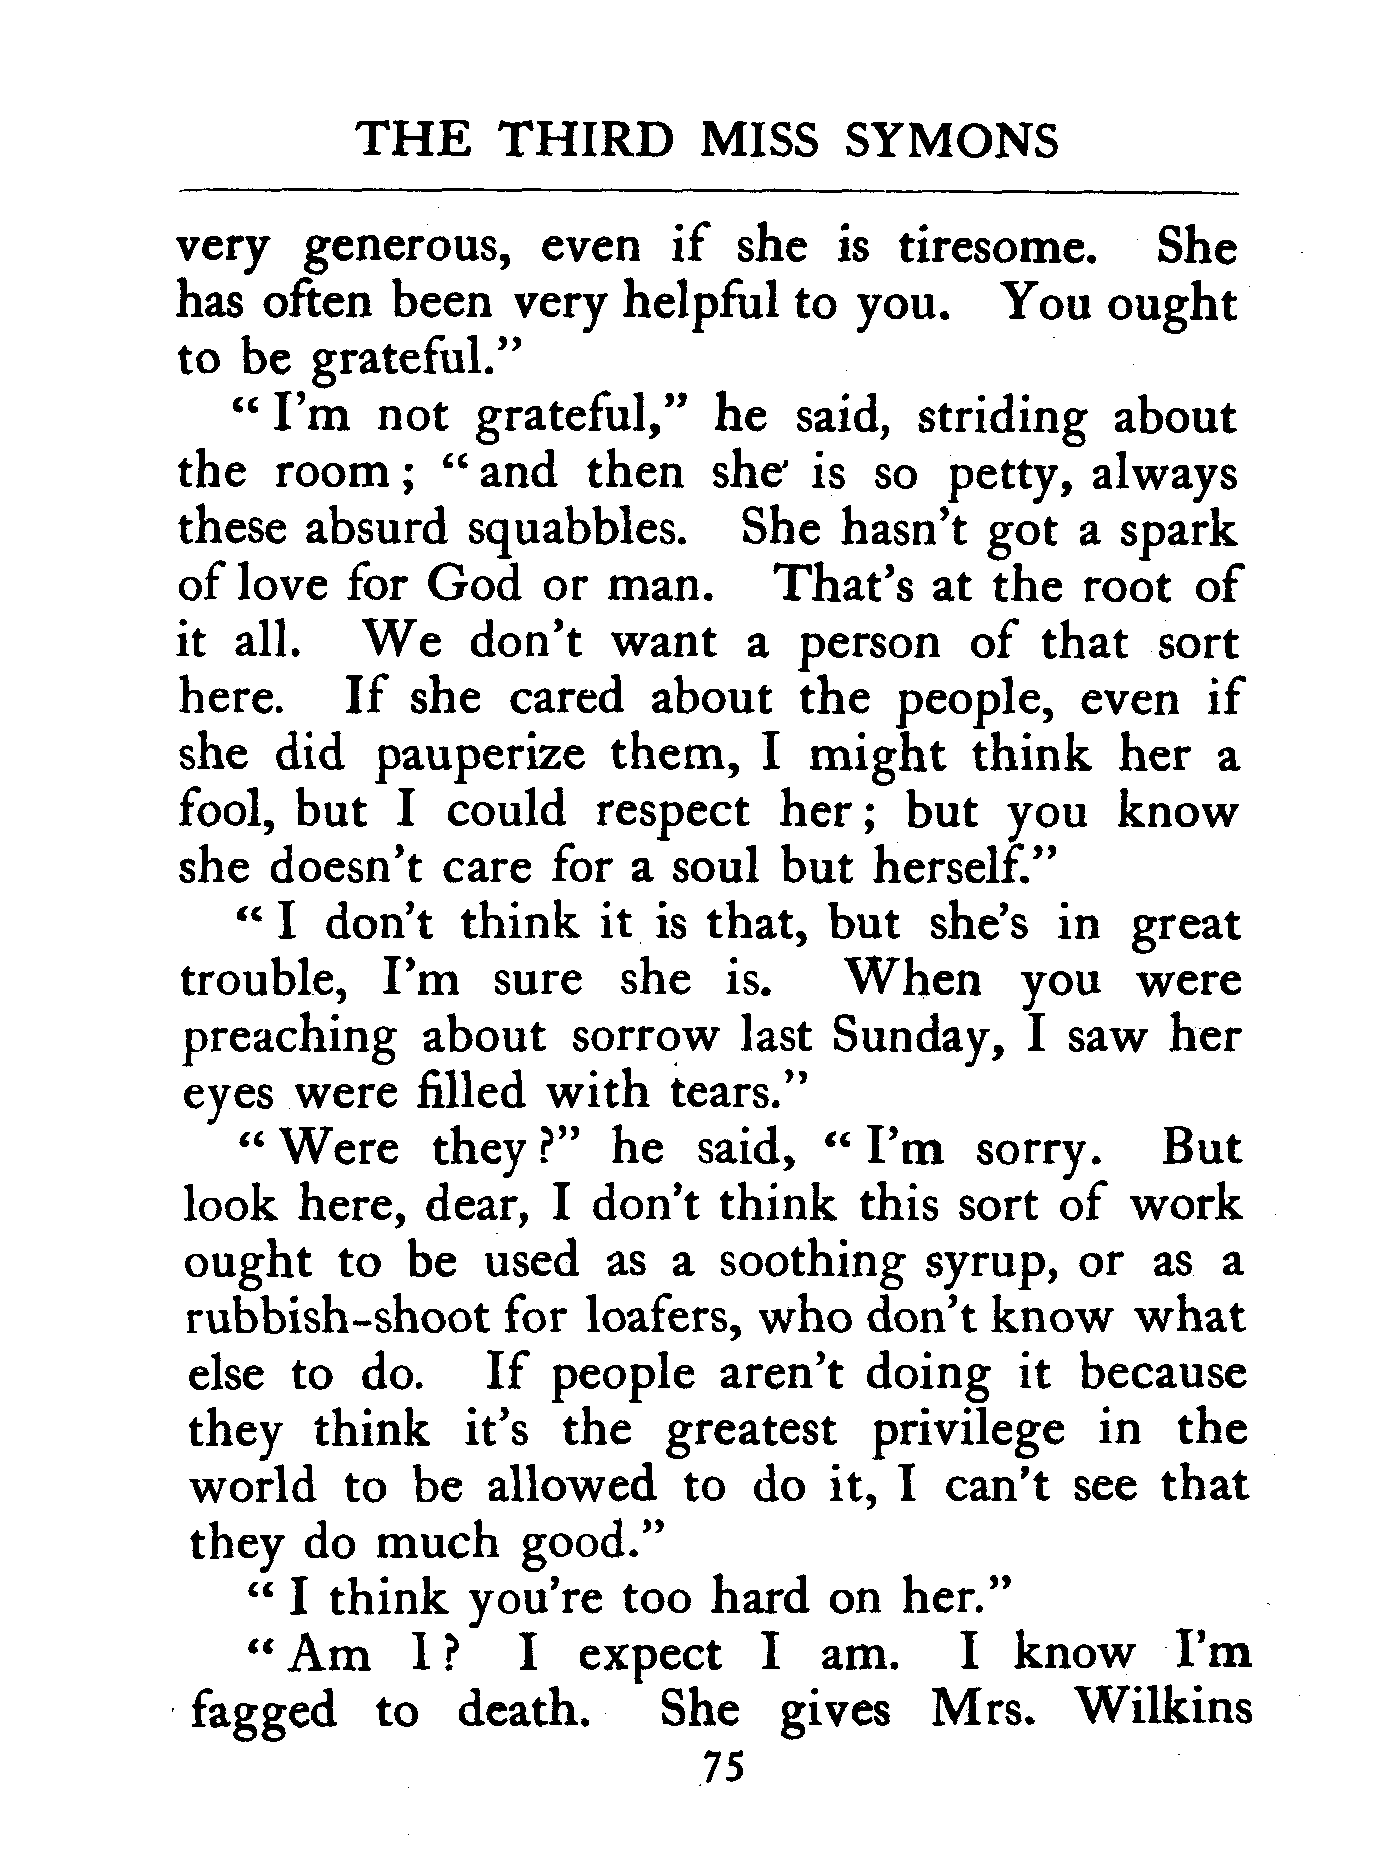 THE THIRD MISS SYMONS
very generous, even if she is tiresome. She
has often been very helpful to you. You ought
to be grateful."
"I'm not grateful," he said, striding about
the room; "and then she is so petty, always
these absurd squabbles. She hasn't got a spark
of love for God or man. That's at the root of
it all. We don't want a person of that sort
here. If she cared about the people, even if
she did pauperize them, I might think her a
fool, but I could respect her; but you know
she doesn't care for a soul but herself."
"I don't think it is that, but she's in great
trouble, I'm sure she is. When you were
preaching about sorrow last Sunday, I saw her
eyes were filled with tears."
"Were they?" he said, "I'm sorry. But
look here, dear, I don't think this sort of work
ought to be used as a soothing syrup, or as a
rubbish-shoot for loafers, who don't know what
else to do. If people aren't doing it because
they think it's the greatest privilege in the
world to be allowed to do it, I can't see that
they do much good."
"I think you're too hard on her."
"Am I? I expect I am. I know I'm
fagged to death. She gives Mrs. Wilkins
75